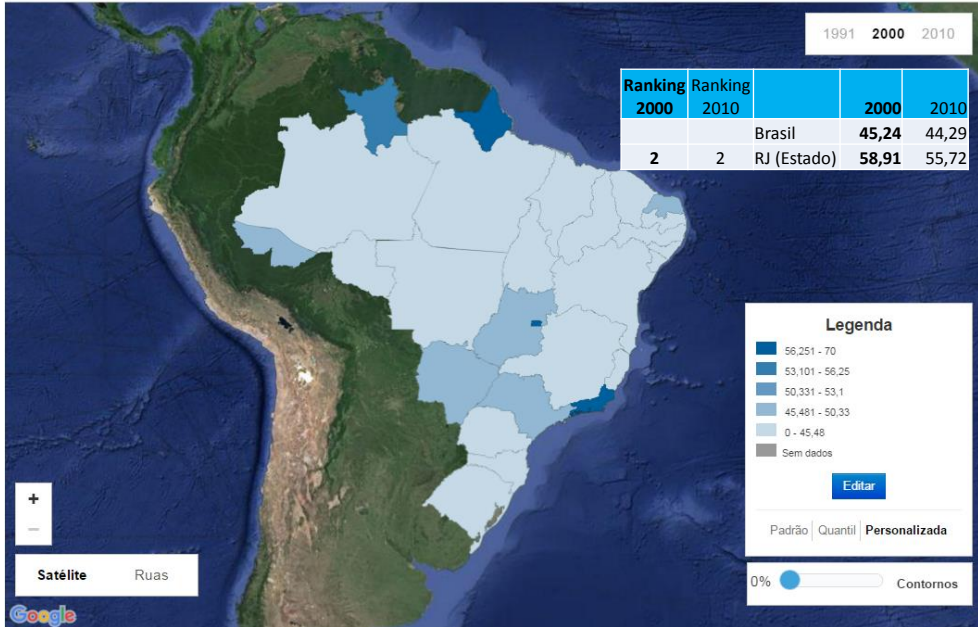 1991 2000 2010
Ranking 2000 Ranking 2010 2000 2010
Brasil 45,24 44,29
2 2 RJ (Estado) 58,91 55,72
Legenda
56,251 - 70
53,101 - 56,25
50,331 - 53,1
45,481 - 50,33
0 - 45,48
Sem dados
Editar
Padrão Quantil Personalizada
+
−
Satélite Ruas
0% Contornos
Google